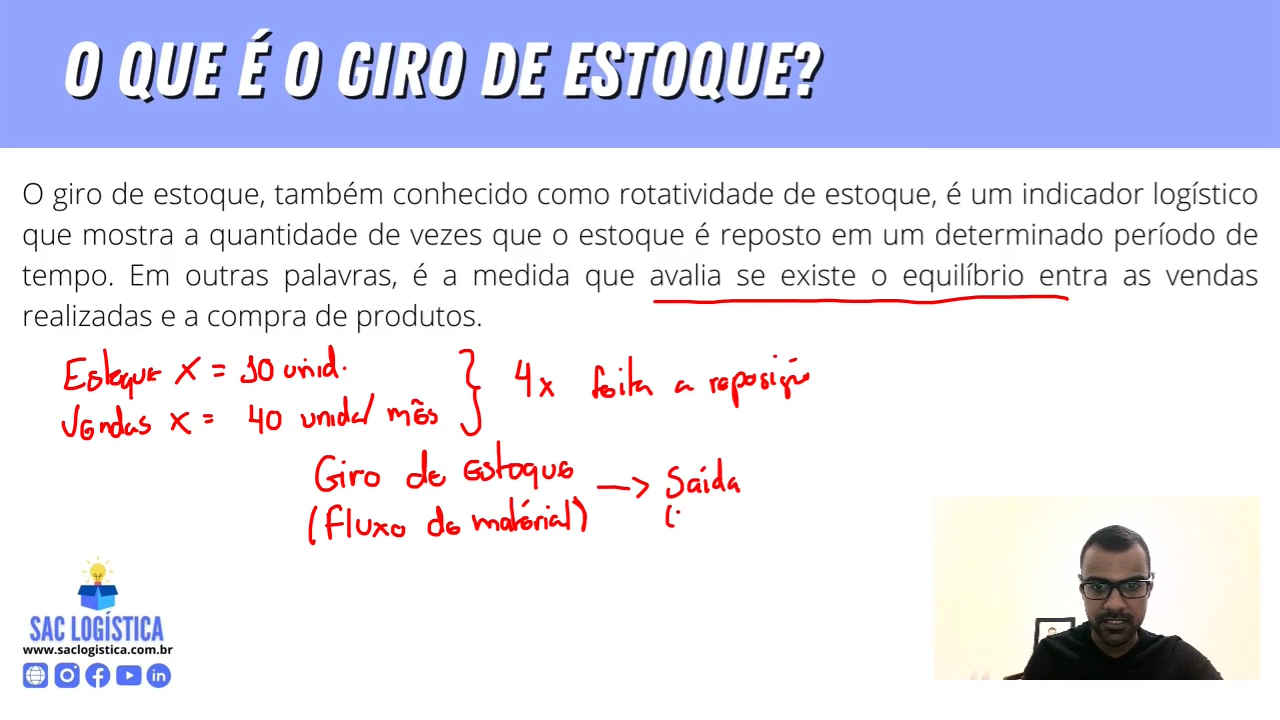 O QUE É O GIRO DE ESTOQUE?
O giro de estoque, também conhecido como rotatividade de estoque, é um indicador logístico
que mostra a quantidade de vezes que o estoque é reposto em um determinado período de
tempo. Em outras palavras, é a medida que avalia se existe o equilíbrio entra as vendas
realizadas e a compra de produtos.
Estoque X = 10 unid.
Vendas X = 40 unid/ mês } 4x feita a reposição
Giro de estoque → Saída
(Fluxo de matérial) (
SAC LOGÍSTICA
www.saclogistica.com.br